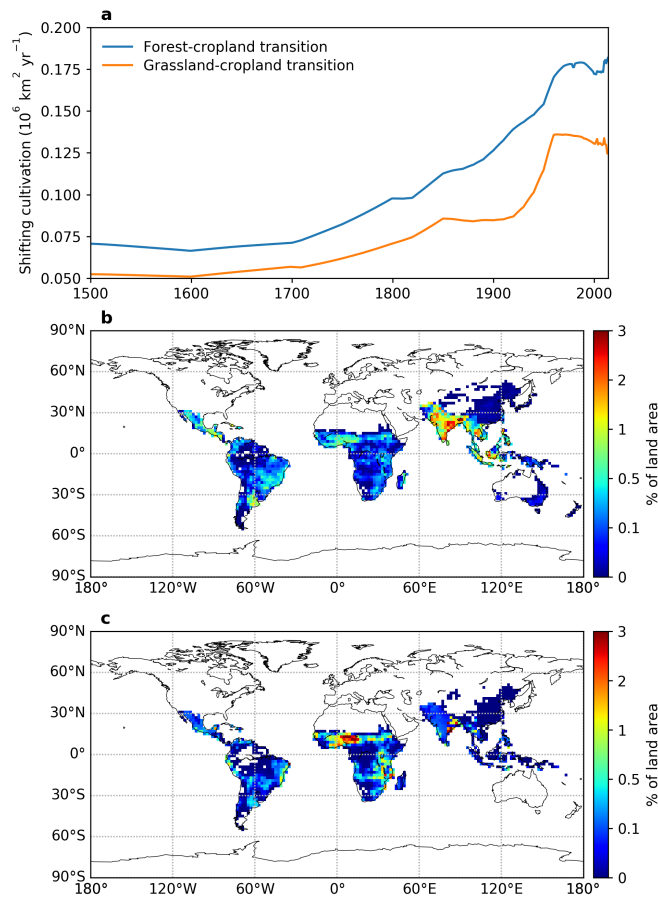 a
0.200
0.175
0.150
0.125
0.100
0.075
0.050
Shifting cultivation (10⁶ km² yr⁻¹)
Forest-cropland transition
Grassland-cropland transition
1500 1600 1700 1800 1900 2000
b
90°N
60°N
30°N
0°
30°S
60°S
90°S
180° 120°W 60°W 0° 60°E 120°E 180°
3
2
1
0.5
0.1
0
% of land area
c
90°N
60°N
30°N
0°
30°S
60°S
90°S
180° 120°W 60°W 0° 60°E 120°E 180°
3
2
1
0.5
0.1
0
% of land area